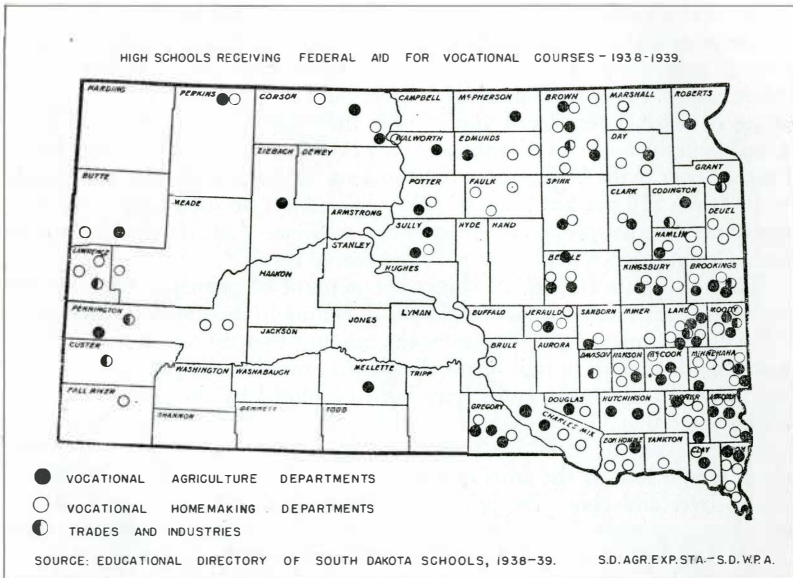 HIGH SCHOOLS RECEIVING FEDERAL AID FOR VOCATIONAL COURSES - 1938-1939.
HARDING
PERKINS
CORSON
CAMPBELL
McPHERSON
BROWN
MARSHALL
ROBERTS
WALWORTH
EDMUNDS
DAY
ZIEBACH
DEWEY
GRANT
BUTTE
MEADE
POTTER
FAULK
SPINK
CLARK
CODINGTON
DEUEL
ARMSTRONG
STANLEY
SULLY
HYDE
HAND
HAMLIN
LAWRENCE
HAAKON
HUGHES
BEADLE
KINGSBURY
BROOKINGS
PENNINGTON
JACKSON
JONES
LYMAN
BUFFALO
JERAULD
SANBORN
MINER
LAKE
MOODY
CUSTER
BRULE
AURORA
DAVISON
HANSON
McCOOK
MINNEHAHA
WASHINGTON
WASHABAUGH
MELLETTE
TRIPP
FALL RIVER
SHANNON
BENNETT
TODD
GREGORY
CHARLES MIX
DOUGLAS
HUTCHINSON
TURNER
LINCOLN
BON HOMME
YANKTON
CLAY
UNION
VOCATIONAL AGRICULTURE DEPARTMENTS
VOCATIONAL HOMEMAKING DEPARTMENTS
TRADES AND INDUSTRIES
SOURCE: EDUCATIONAL DIRECTORY OF SOUTH DAKOTA SCHOOLS, 1938-39. S.D. AGR. EXP. STA.-S.D. W.P.A.